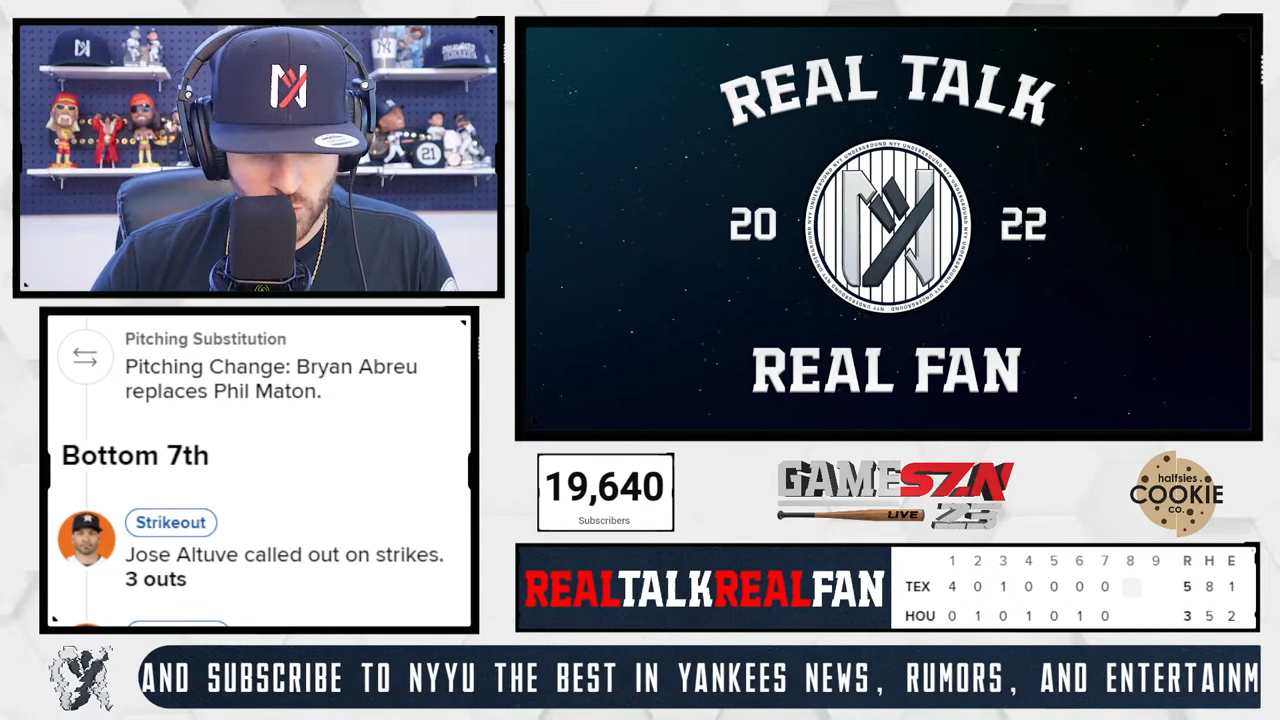 21
Pitching Substitution
Pitching Change: Bryan Abreu
replaces Phil Maton.
Bottom 7th
Strikeout
Jose Altuve called out on strikes.
3 outs
REAL TALK
20 22
REAL FAN
19,640
Subscribers
GAMESZN
LIVE 23
halfsies
COOKIE
co.
REALTALKREALFAN
1 2 3 4 5 6 7 8 9 R H E
TEX 4 0 1 0 0 0 0 5 8 1
HOU 0 1 0 1 0 1 0 3 5 2
AND SUBSCRIBE TO NYYU THE BEST IN YANKEES NEWS, RUMORS, AND ENTERTAINM